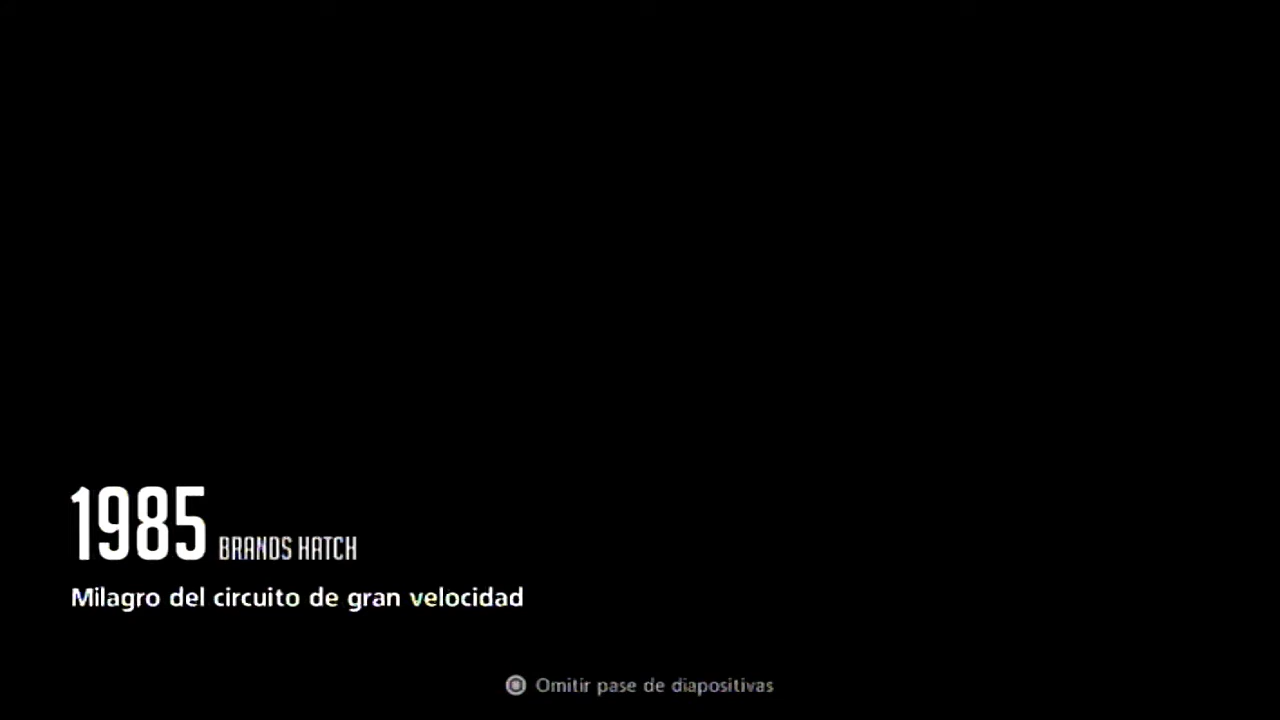 1985 BRANDS HATCH
Milagro del circuito de gran velocidad
Omitir pase de diapositivas